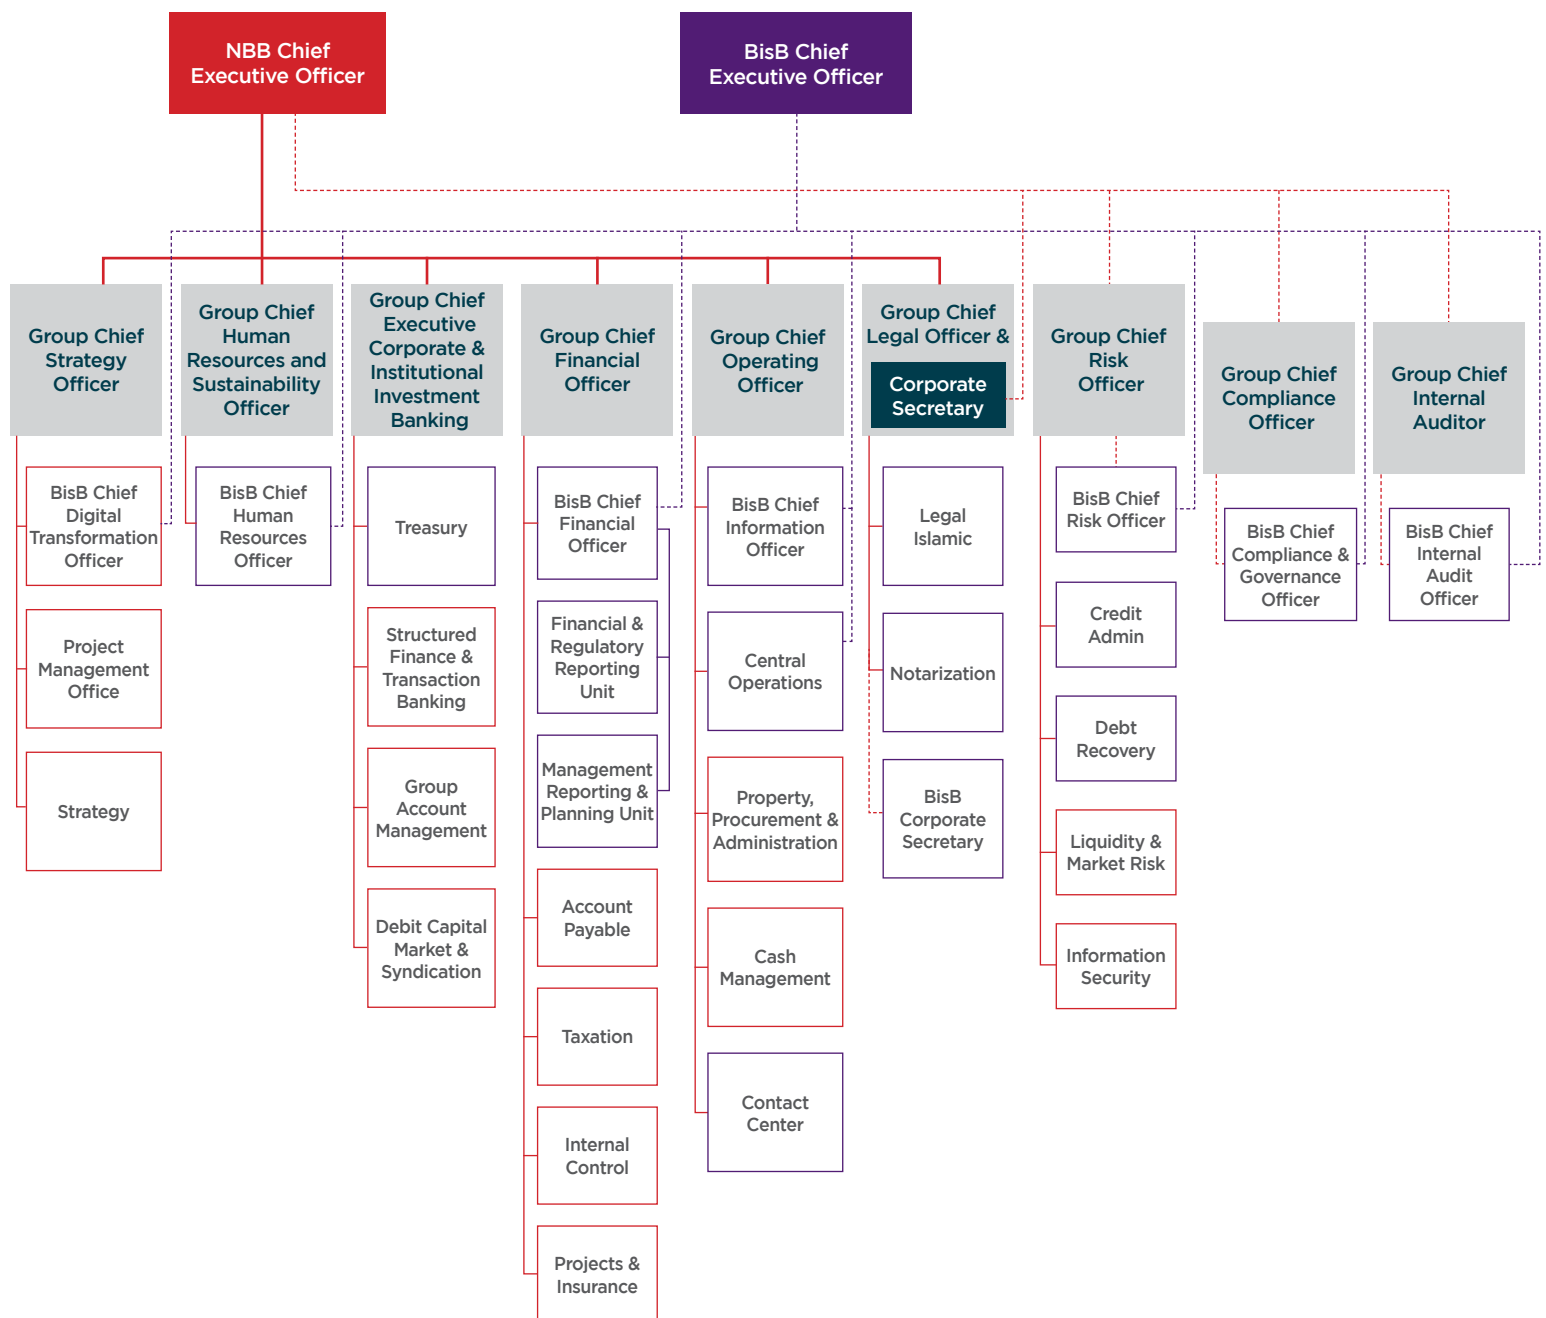 NBB Chief
Executive Officer
BisB Chief
Executive Officer
Group Chief
Strategy
Officer
Group Chief
Human
Resources and
Sustainability
Officer
Group Chief
Executive
Corporate &
Institutional
Investment
Banking
Group Chief
Financial
Officer
Group Chief
Operating
Officer
Group Chief
Legal Officer &
Corporate
Secretary
Group Chief
Risk
Officer
Group Chief
Compliance
Officer
Group Chief
Internal
Auditor
BisB Chief
Digital
Transformation
Officer
Project
Management
Office
Strategy
BisB Chief
Human
Resources
Officer
Treasury
Structured
Finance &
Transaction
Banking
Group
Account
Management
Debit Capital
Market &
Syndication
BisB Chief
Financial
Officer
Financial &
Regulatory
Reporting
Unit
Management
Reporting &
Planning Unit
Account
Payable
Taxation
Internal
Control
Projects &
Insurance
BisB Chief
Information
Officer
Central
Operations
Property,
Procurement &
Administration
Cash
Management
Contact
Center
Legal
Islamic
Notarization
BisB
Corporate
Secretary
BisB Chief
Risk Officer
Credit
Admin
Debt
Recovery
Liquidity &
Market Risk
Information
Security
BisB Chief
Compliance &
Governance
Officer
BisB Chief
Internal
Audit
Officer